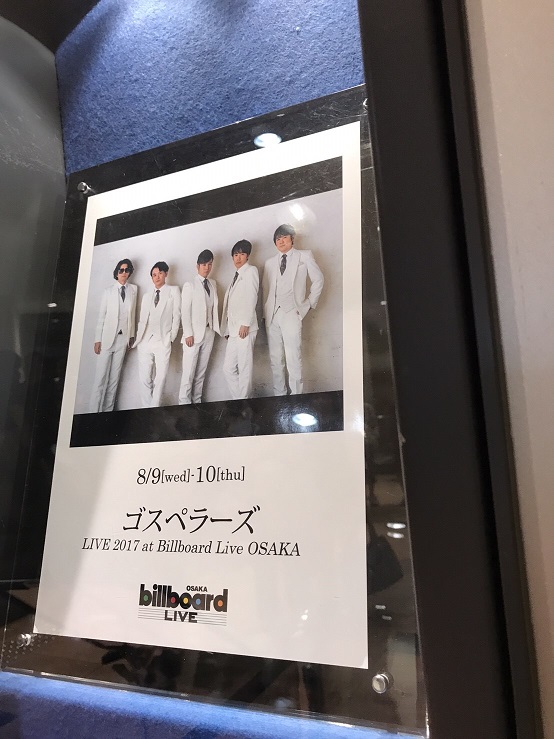 8/9[wed]-10[thu]
ゴスペラーズ
LIVE 2017 at Billboard Live OSAKA
OSAKA
billboard
LIVE